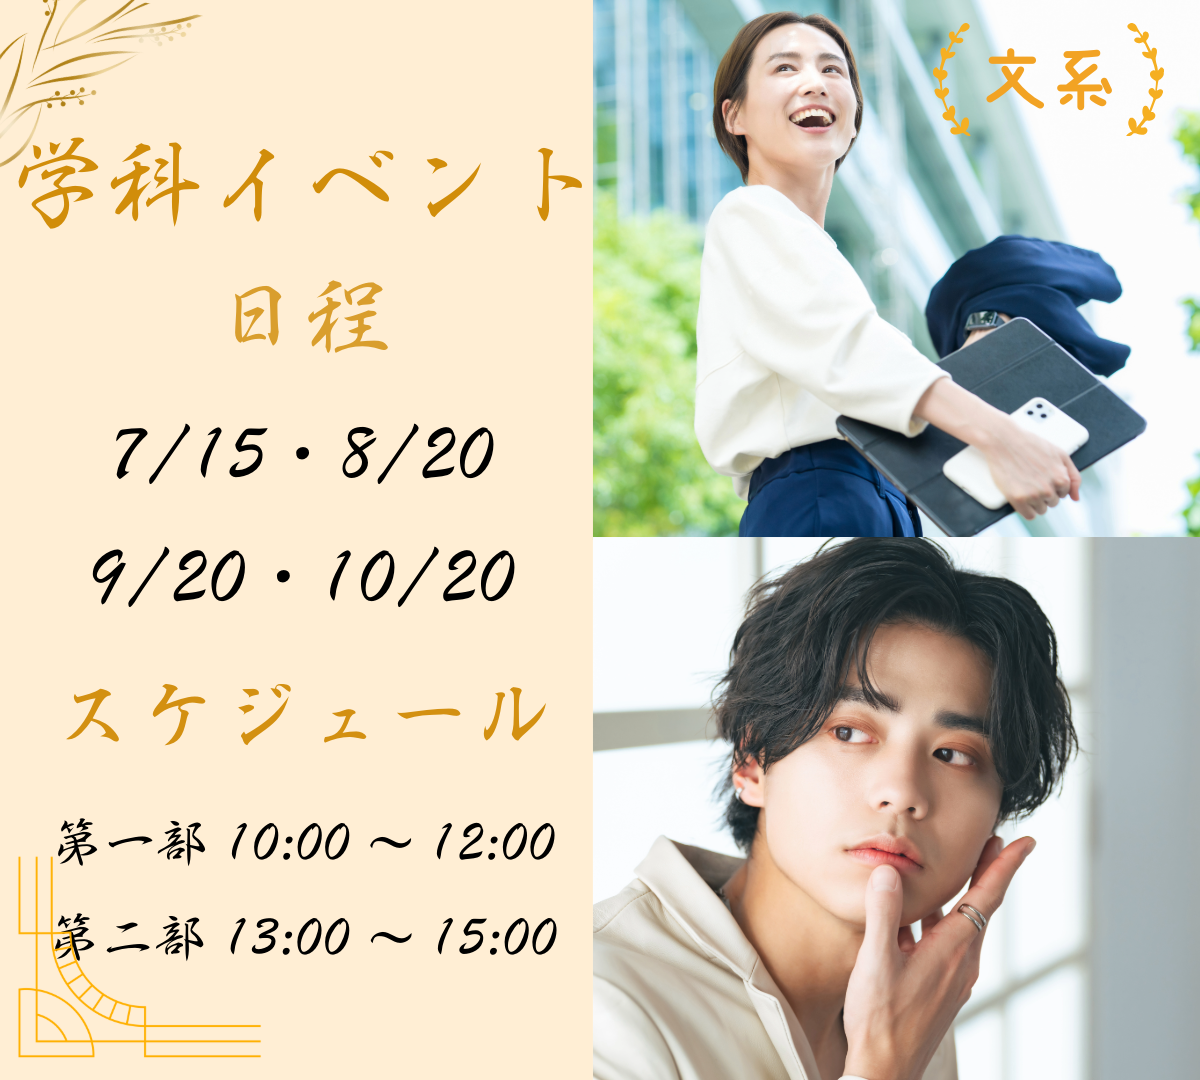 学科イベント
日程
7/15・8/20
9/20・10/20
スケジュール
第一部 10:00 ～ 12:00
第二部 13:00 ～ 15:00
文系